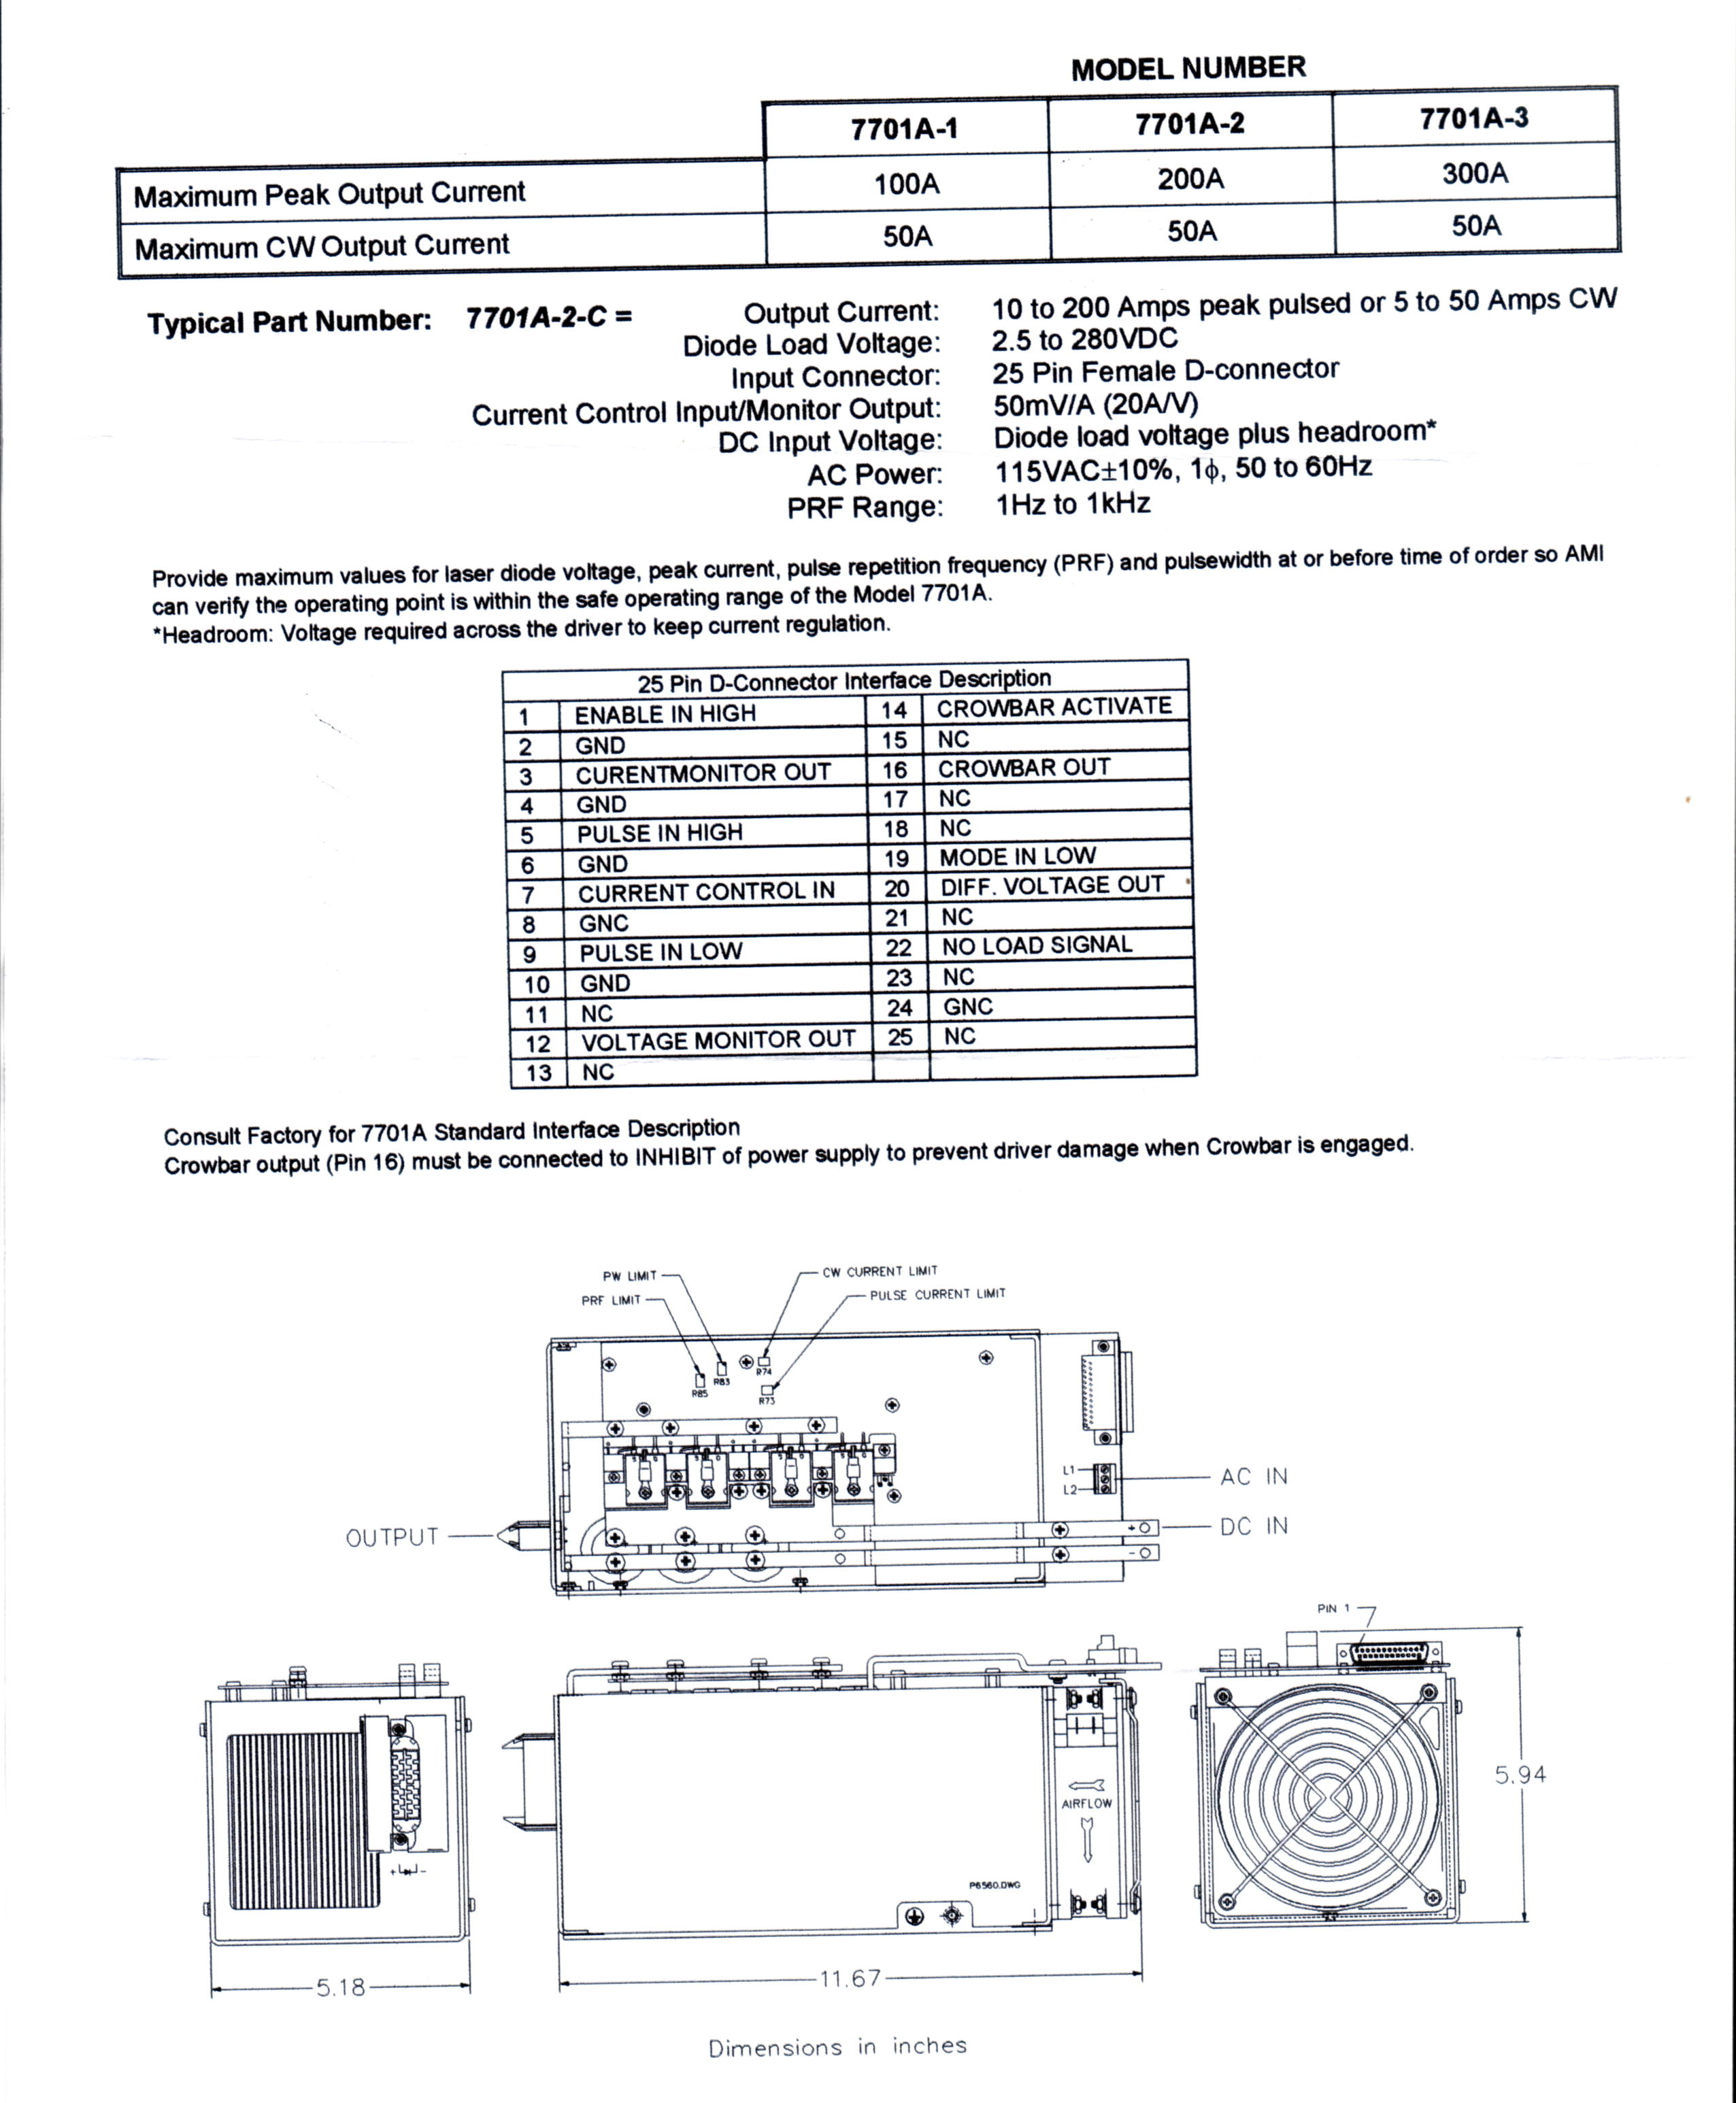 MODEL NUMBER
7701A-1 7701A-2 7701A-3
Maximum Peak Output Current 100A 200A 300A
Maximum CW Output Current 50A 50A 50A
Typical Part Number: 7701A-2-C = Output Current: 10 to 200 Amps peak pulsed or 5 to 50 Amps CW
Diode Load Voltage: 2.5 to 280VDC
Input Connector: 25 Pin Female D-connector
Current Control Input/Monitor Output: 50mV/A (20A/V)
DC Input Voltage: Diode load voltage plus headroom*
AC Power: 115VAC±10%, 1ϕ, 50 to 60Hz
PRF Range: 1Hz to 1kHz
Provide maximum values for laser diode voltage, peak current, pulse repetition frequency (PRF) and pulsewidth at or before time of order so AMI
can verify the operating point is within the safe operating range of the Model 7701A.
*Headroom: Voltage required across the driver to keep current regulation.
25 Pin D-Connector Interface Description
1 ENABLE IN HIGH 14 CROWBAR ACTIVATE
2 GND 15 NC
3 CURENTMONITOR OUT 16 CROWBAR OUT
4 GND 17 NC
5 PULSE IN HIGH 18 NC
6 GND 19 MODE IN LOW
7 CURRENT CONTROL IN 20 DIFF. VOLTAGE OUT
8 GNC 21 NC
9 PULSE IN LOW 22 NO LOAD SIGNAL
10 GND 23 NC
11 NC 24 GNC
12 VOLTAGE MONITOR OUT 25 NC
13 NC
Consult Factory for 7701A Standard Interface Description
Crowbar output (Pin 16) must be connected to INHIBIT of power supply to prevent driver damage when Crowbar is engaged.
PW LIMIT CW CURRENT LIMIT
PRF LIMIT PULSE CURRENT LIMIT
R74
R83
R85
R73
L1
AC IN
L2
DC IN
+
OUTPUT
-
PIN 1
5.94
AIRFLOW
+ -
P6560.DWG
5.18
11.67
Dimensions in inches